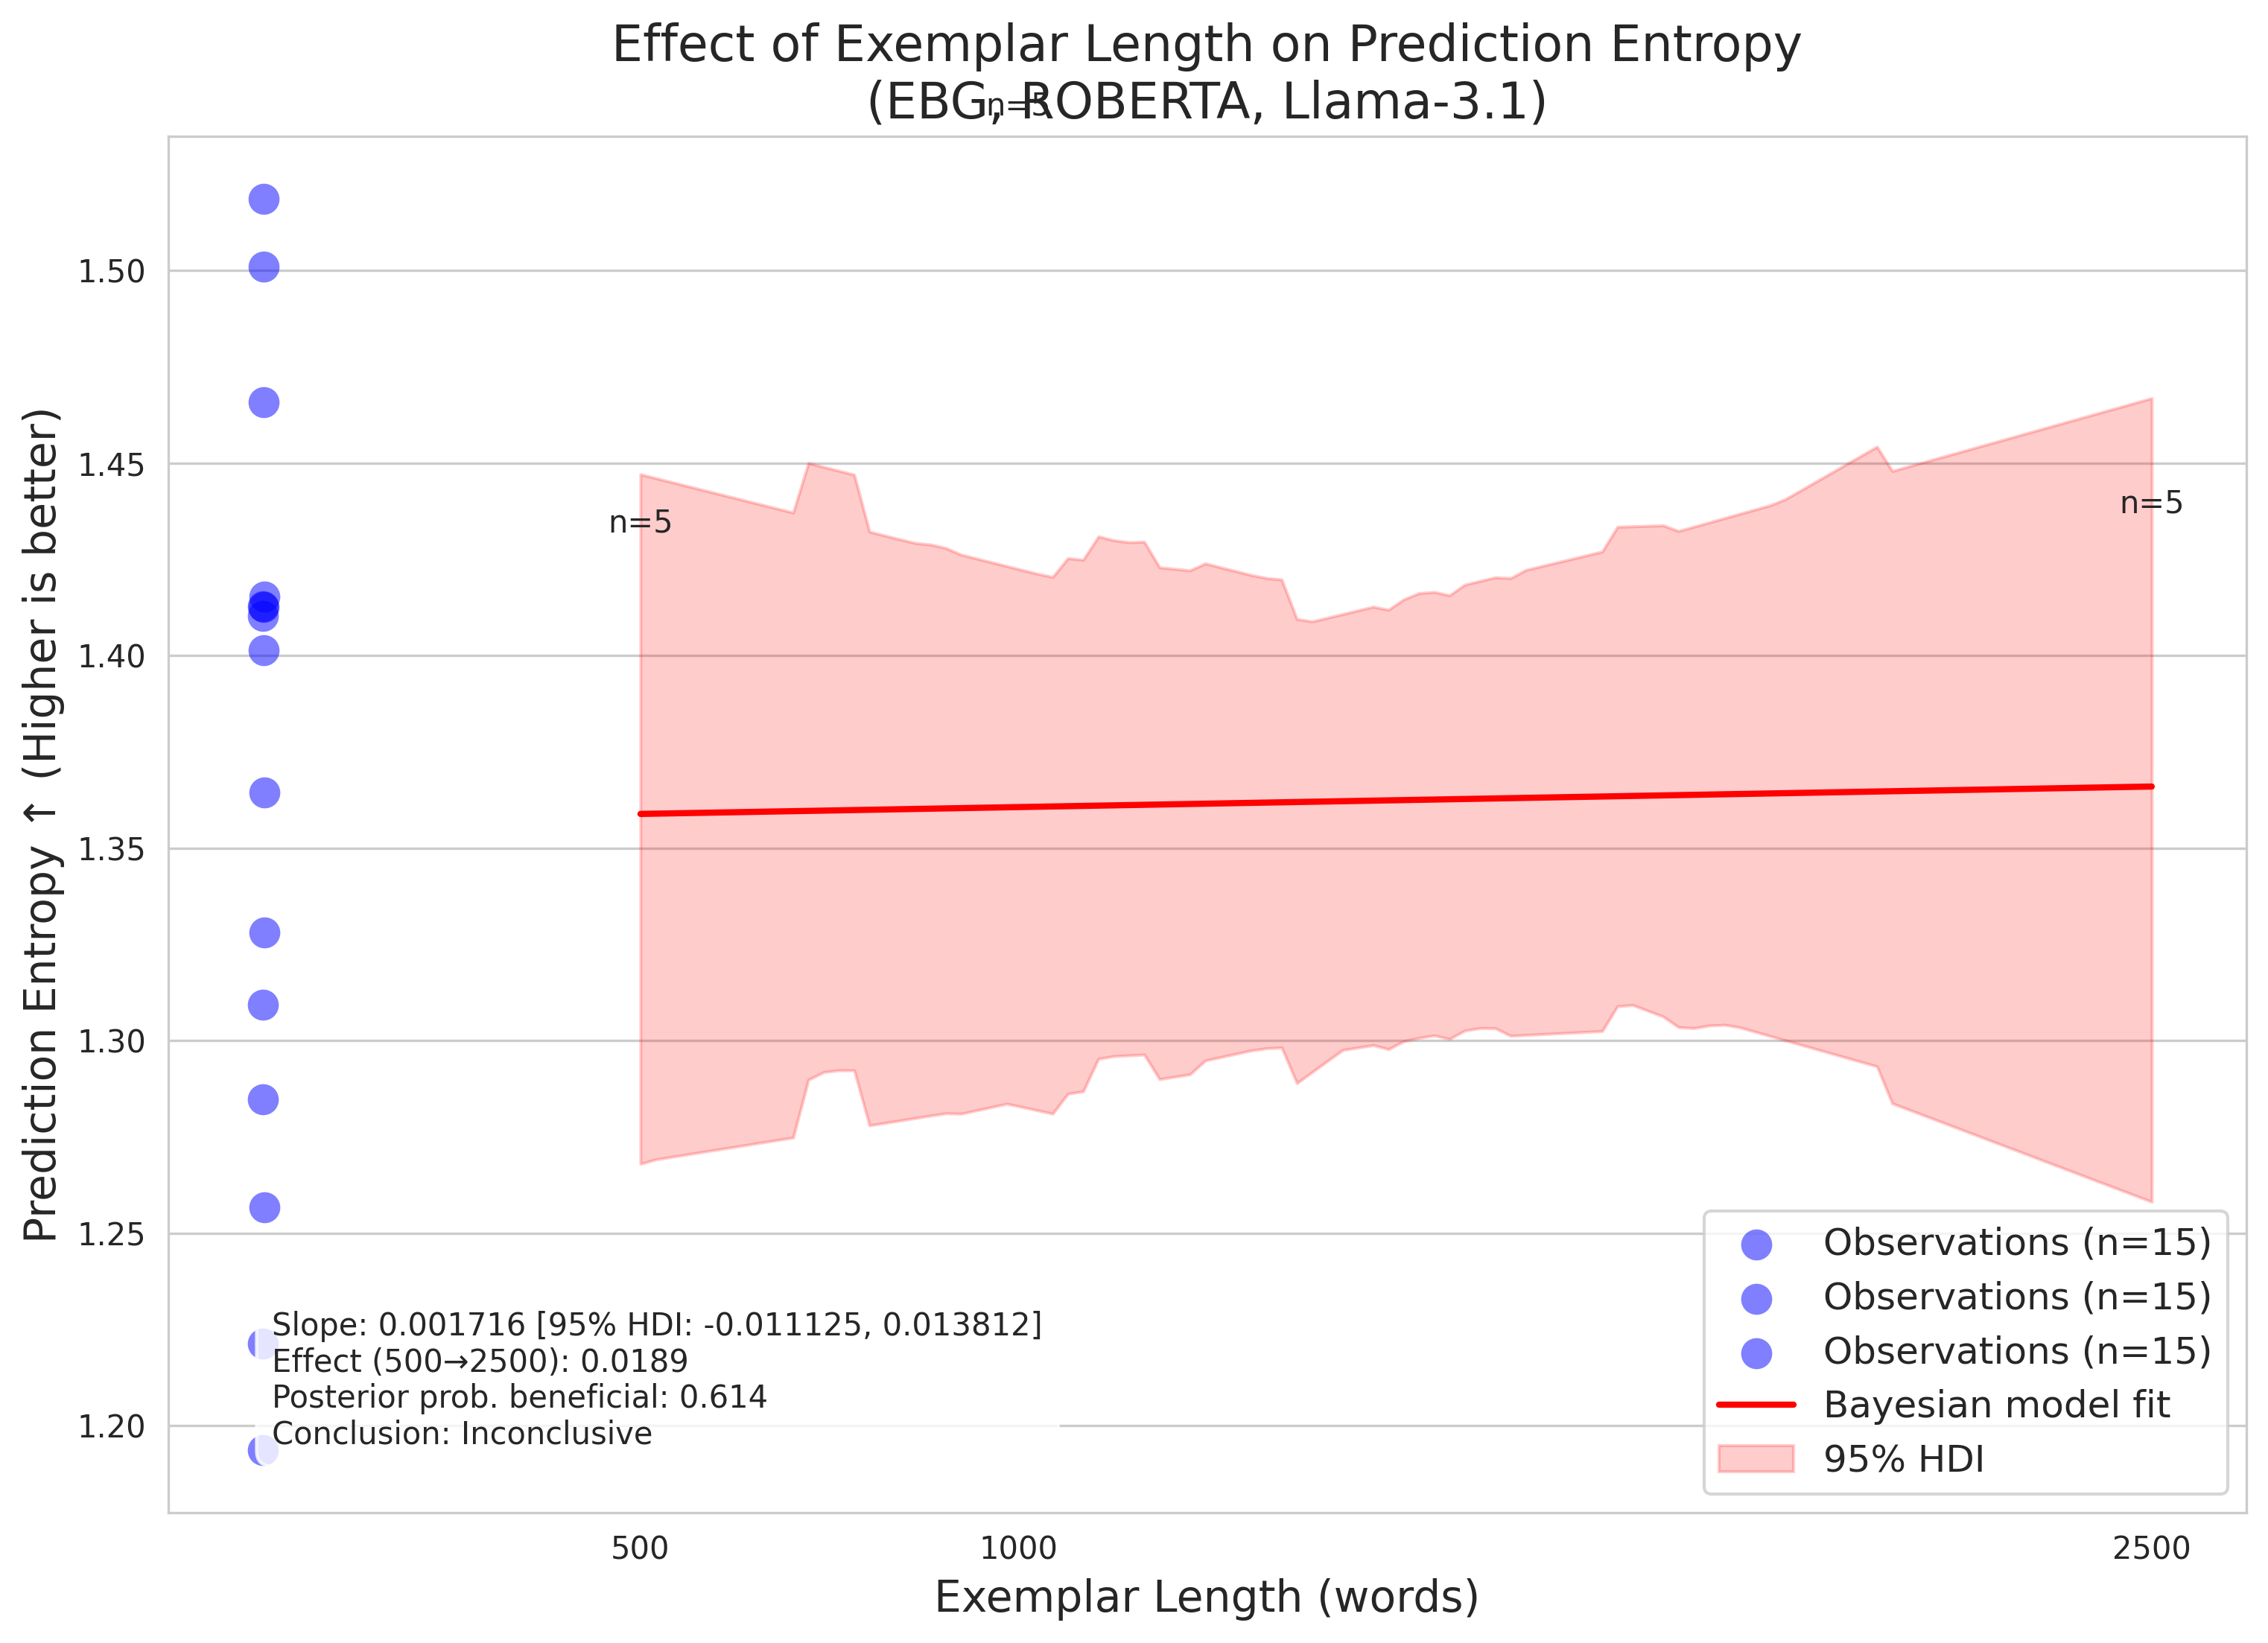 Effect of Exemplar Length on Prediction Entropy
(EBG, ROBERTA, Llama-3.1)
n=5
Prediction Entropy ↑ (Higher is better)
1.50
1.45
1.40
1.35
1.30
1.25
1.20
n=5
n=5
Slope: 0.001716 [95% HDI: -0.011125, 0.013812]
Effect (500→2500): 0.0189
Posterior prob. beneficial: 0.614
Conclusion: Inconclusive
Observations (n=15)
Observations (n=15)
Observations (n=15)
Bayesian model fit
95% HDI
500
1000
2500
Exemplar Length (words)